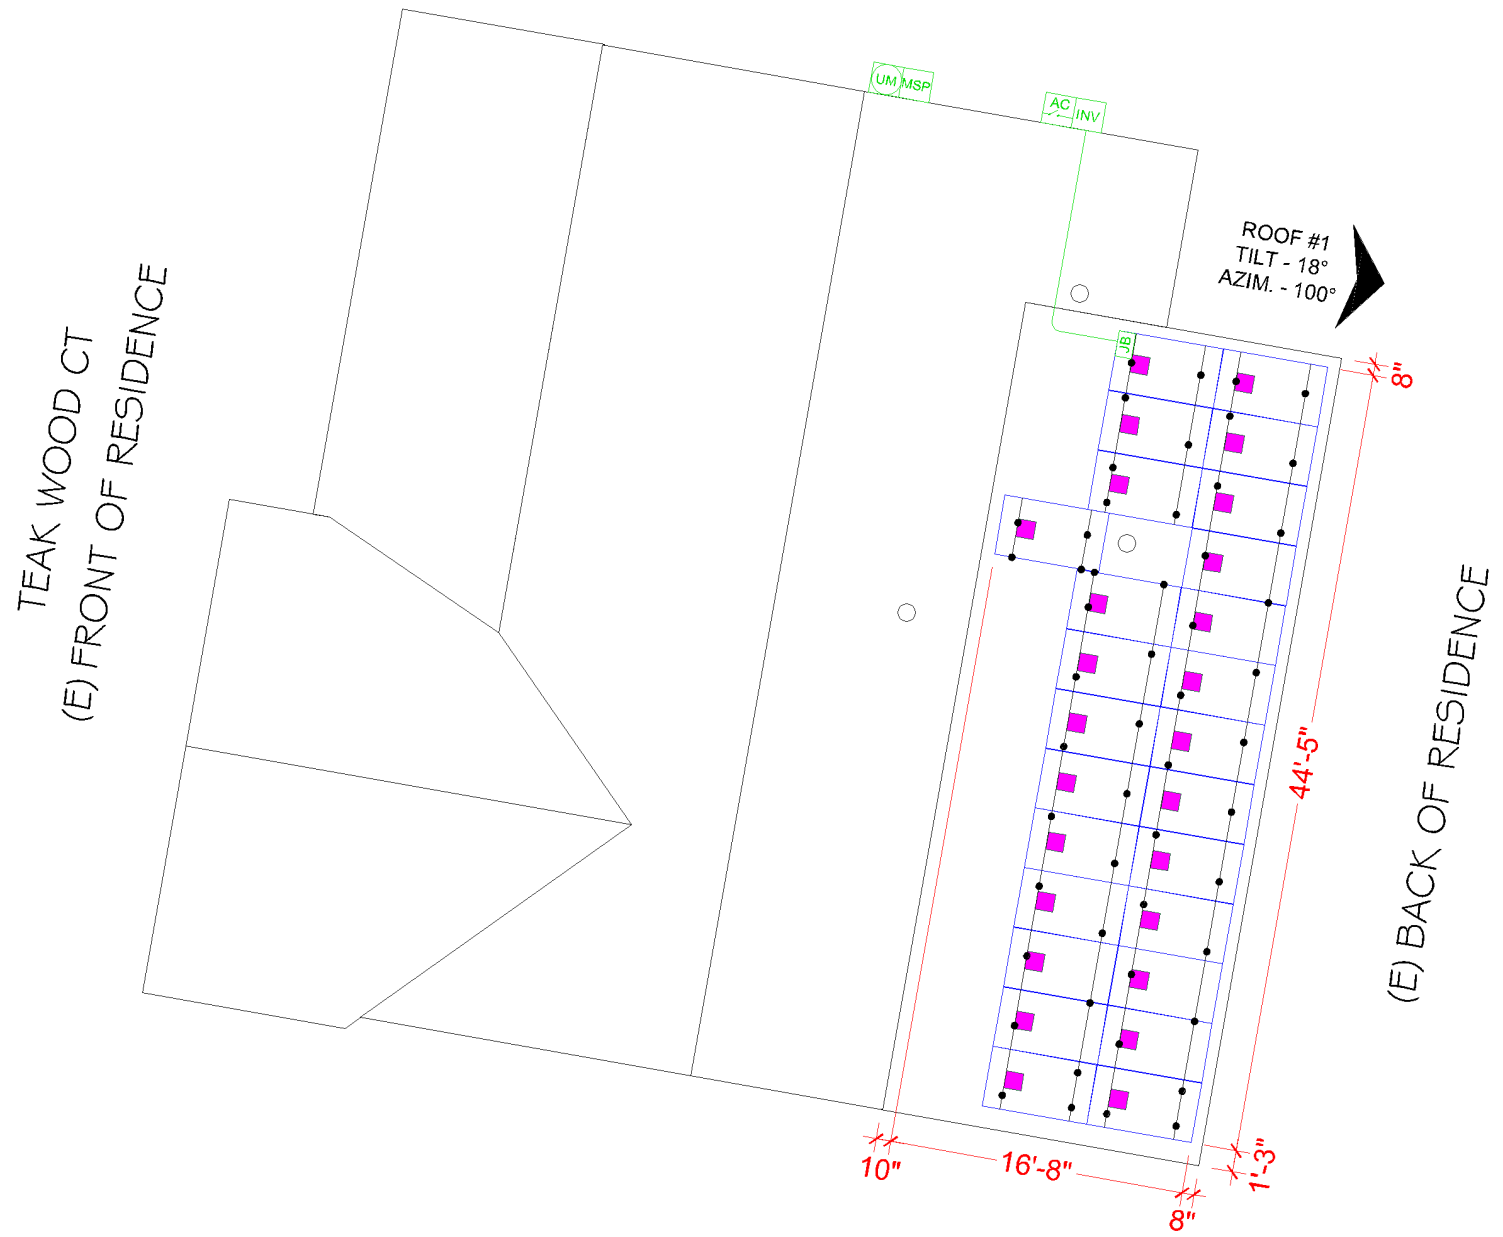 UM MSP
AC INV
ROOF #1
TILT - 18°
AZIM. - 100°
JB
8"
TEAK WOOD CT
(E) FRONT OF RESIDENCE
44'-5"
(E) BACK OF RESIDENCE
10"
16'-8"
8"
1'-3"